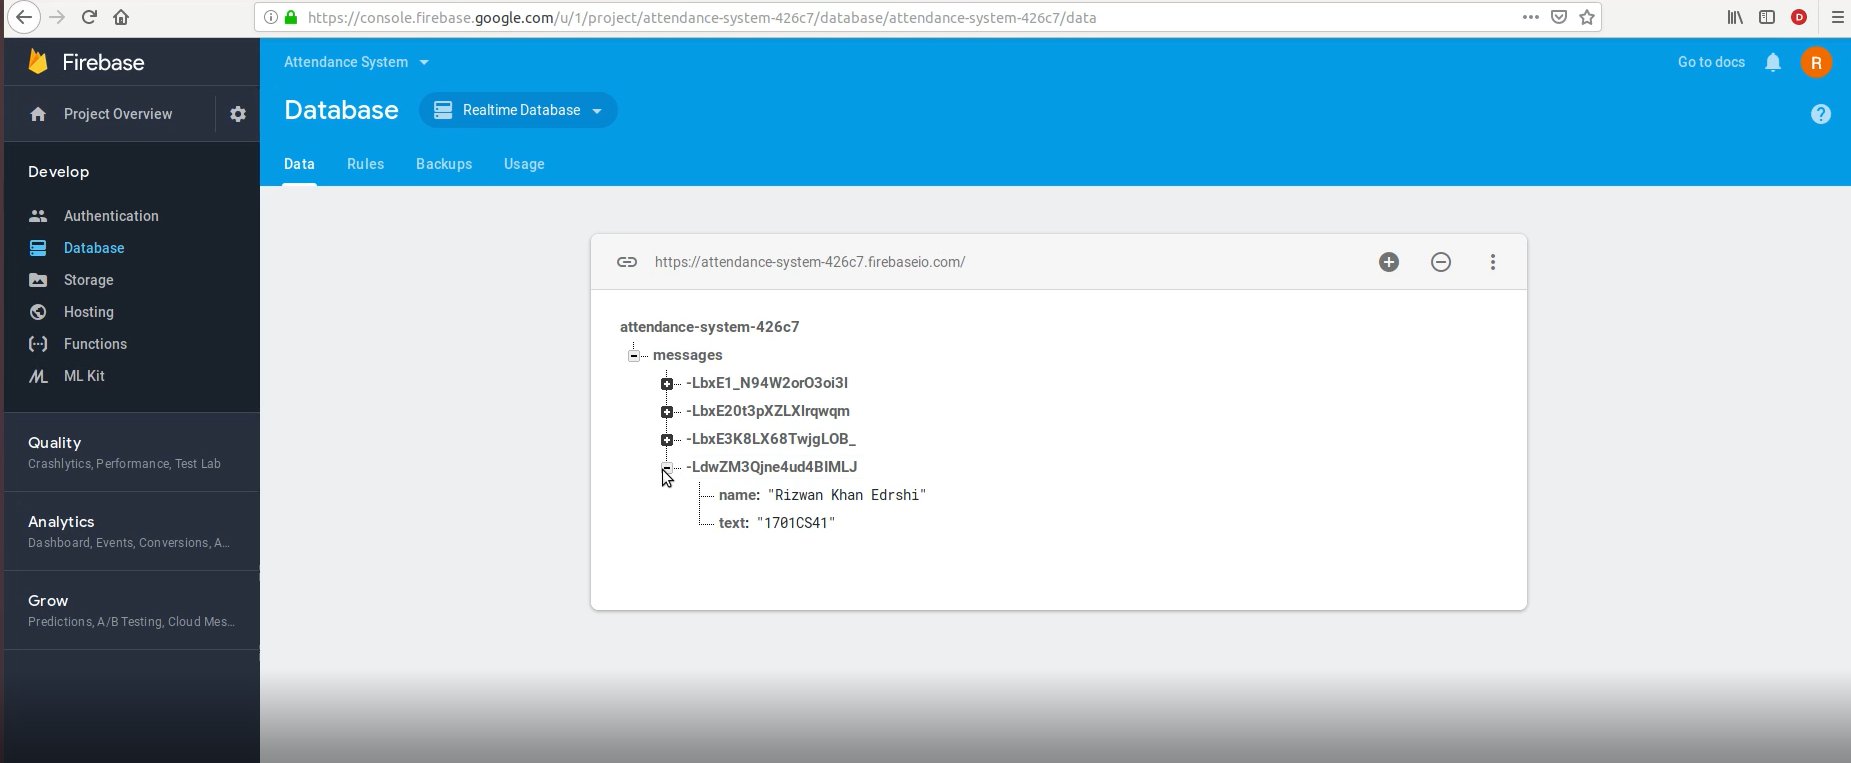 https://console.firebase.google.com/u/1/project/attendance-system-426c7/database/attendance-system-426c7/data
D
Firebase
Attendance System
Go to docs
R
Project Overview
Database
Realtime Database
?
Data
Rules
Backups
Usage
Develop
Authentication
Database
Storage
Hosting
Functions
ML Kit
Quality
Crashlytics, Performance, Test Lab
Analytics
Dashboard, Events, Conversions, A...
Grow
Predictions, A/B Testing, Cloud Mes...
https://attendance-system-426c7.firebaseio.com/
attendance-system-426c7
messages
-LbxE1_N94W2orO3oi3l
-LbxE20t3pXZLXlrqwqm
-LbxE3K8LX68TwjgLOB_
-LdwZM3Qjne4ud4BIMLJ
name: "Rizwan Khan Edrshi"
text: "1701CS41"